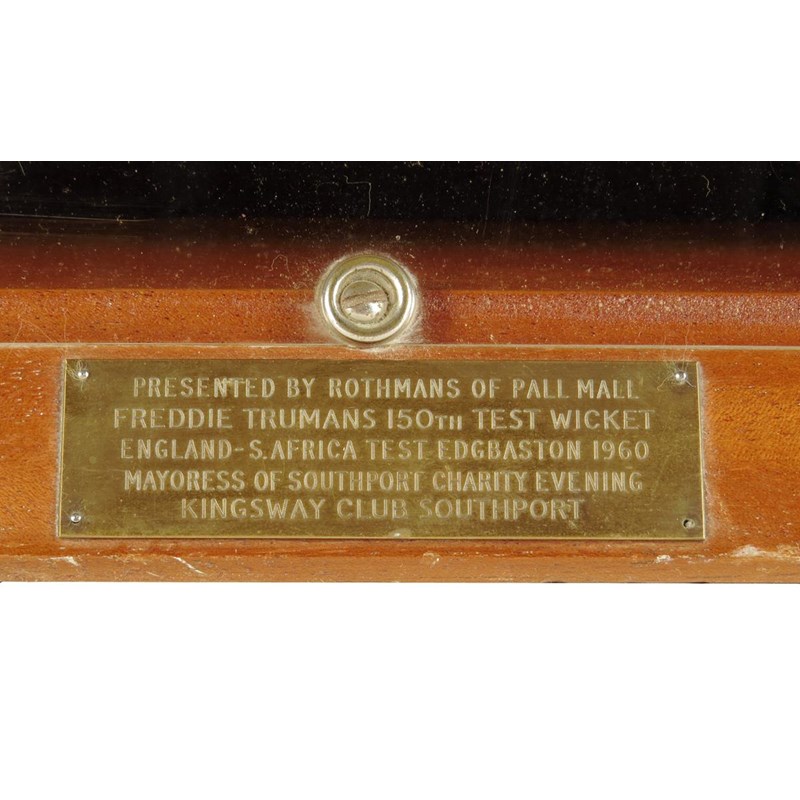 PRESENTED BY ROTHMANS OF PALL MALL
FREDDIE TRUMANS 150TH TEST WICKET
ENGLAND-S.AFRICA TEST EDGBASTON 1960
MAYORESS OF SOUTHPORT CHARITY EVENING
KINGSWAY CLUB SOUTHPORT